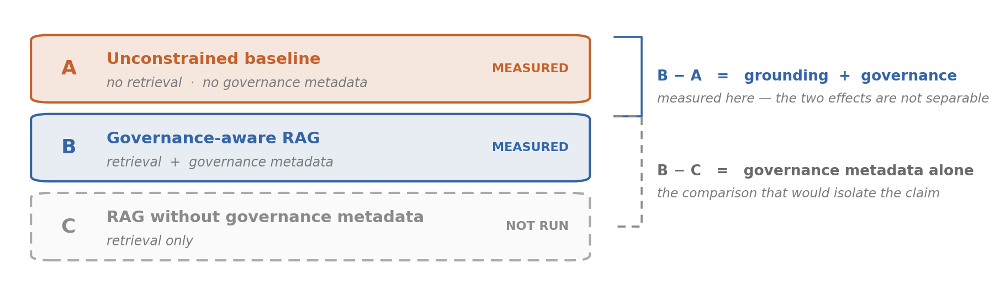 A
Unconstrained baseline
no retrieval · no governance metadata
MEASURED
B − A = grounding + governance
measured here — the two effects are not separable
B
Governance-aware RAG
retrieval + governance metadata
MEASURED
B − C = governance metadata alone
the comparison that would isolate the claim
C
RAG without governance metadata
retrieval only
NOT RUN